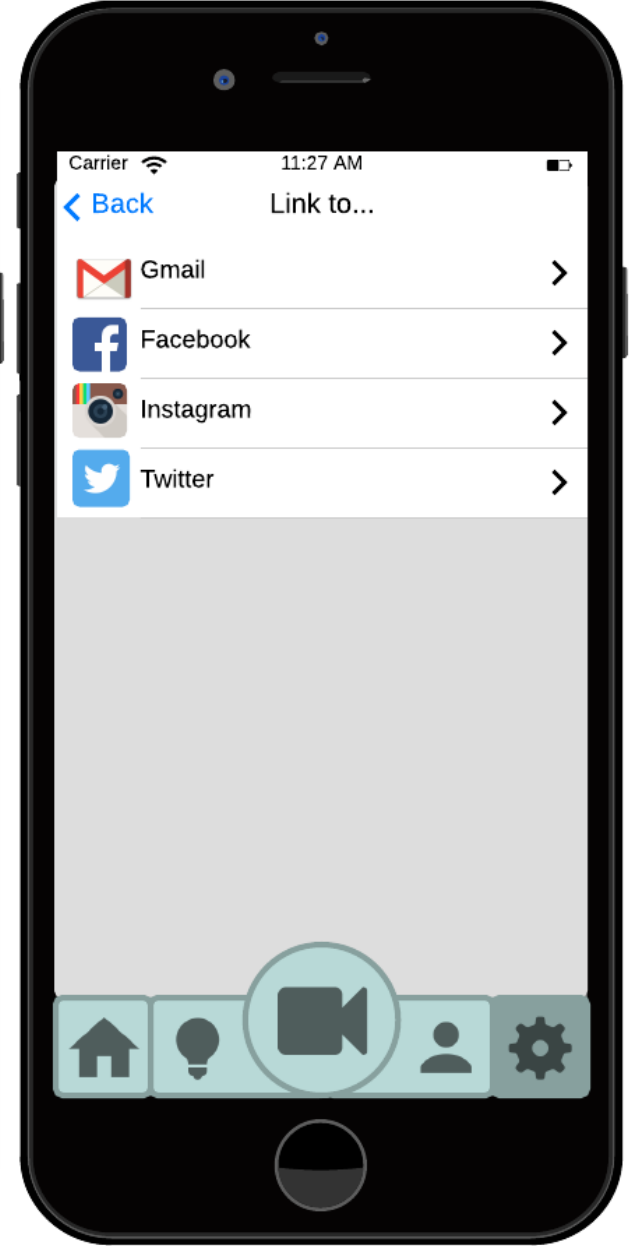 Carrier 11:27 AM
Back Link to...
Gmail
Facebook
Instagram
Twitter